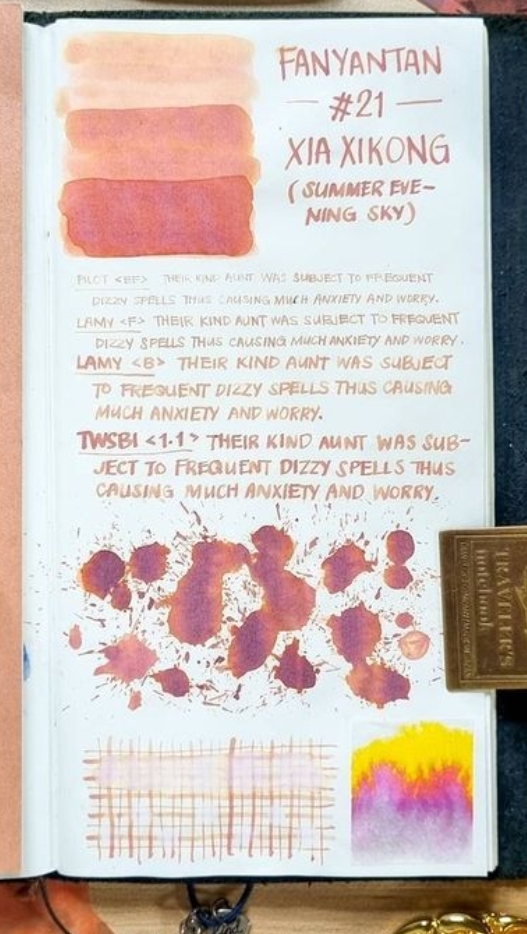 FANYANTAN
— #21 —
XIA XIKONG
(SUMMER EVE-
NING SKY)
PILOT <EF> THEIR KIND AUNT WAS SUBJECT TO FREQUENT
DIZZY SPELLS THUS CAUSING MUCH ANXIETY AND WORRY.
LAMY <F> THEIR KIND AUNT WAS SUBJECT TO FREQUENT
DIZZY SPELLS THUS CAUSING MUCH ANXIETY AND WORRY.
LAMY <B> THEIR KIND AUNT WAS SUBJECT
TO FREQUENT DIZZY SPELLS THUS CAUSING
MUCH ANXIETY AND WORRY.
TWSBI <1.1> THEIR KIND AUNT WAS SUB-
JECT TO FREQUENT DIZZY SPELLS THUS
CAUSING MUCH ANXIETY AND WORRY.
TRAVELER'S
notebook